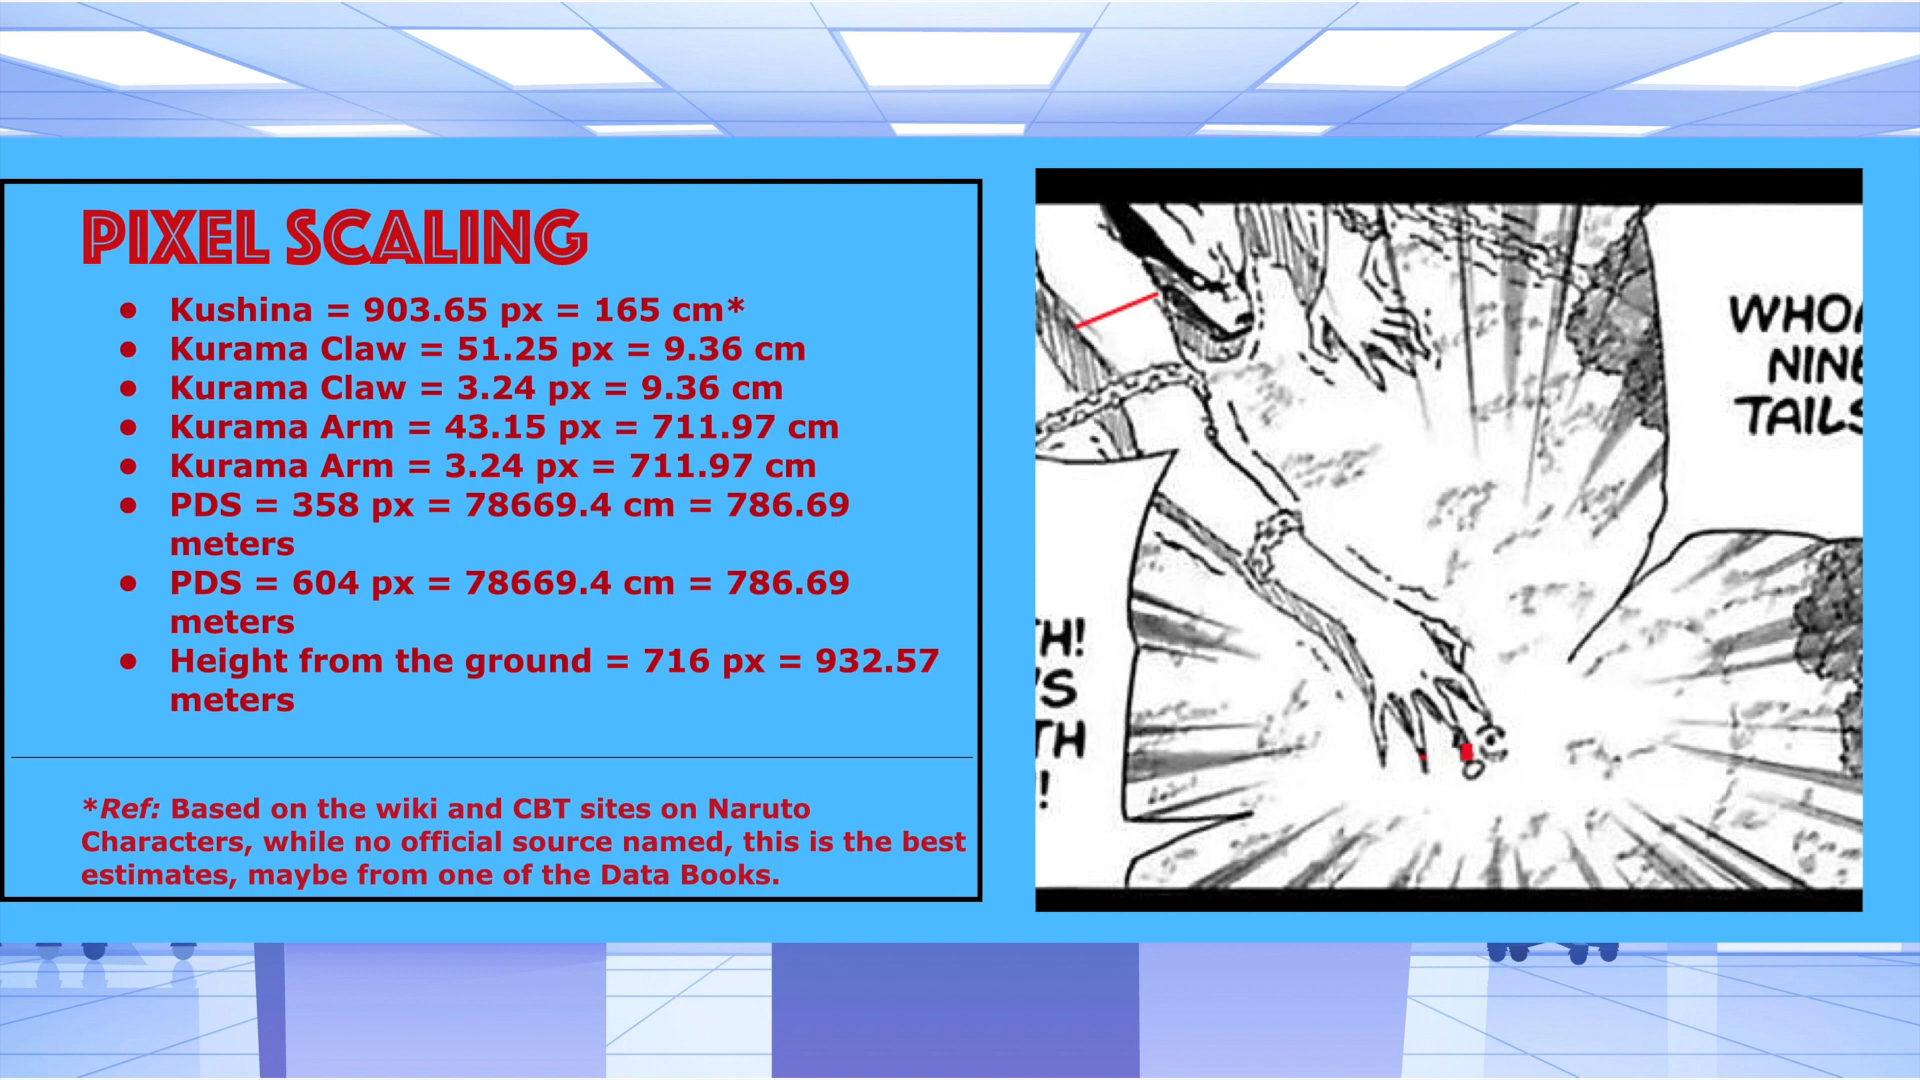 PIXEL SCALING
● Kushina = 903.65 px = 165 cm*
● Kurama Claw = 51.25 px = 9.36 cm
● Kurama Claw = 3.24 px = 9.36 cm
● Kurama Arm = 43.15 px = 711.97 cm
● Kurama Arm = 3.24 px = 711.97 cm
● PDS = 358 px = 78669.4 cm = 786.69
meters
● PDS = 604 px = 78669.4 cm = 786.69
meters
● Height from the ground = 716 px = 932.57
meters
*Ref: Based on the wiki and CBT sites on Naruto
Characters, while no official source named, this is the best
estimates, maybe from one of the Data Books.
NINE
TAILS